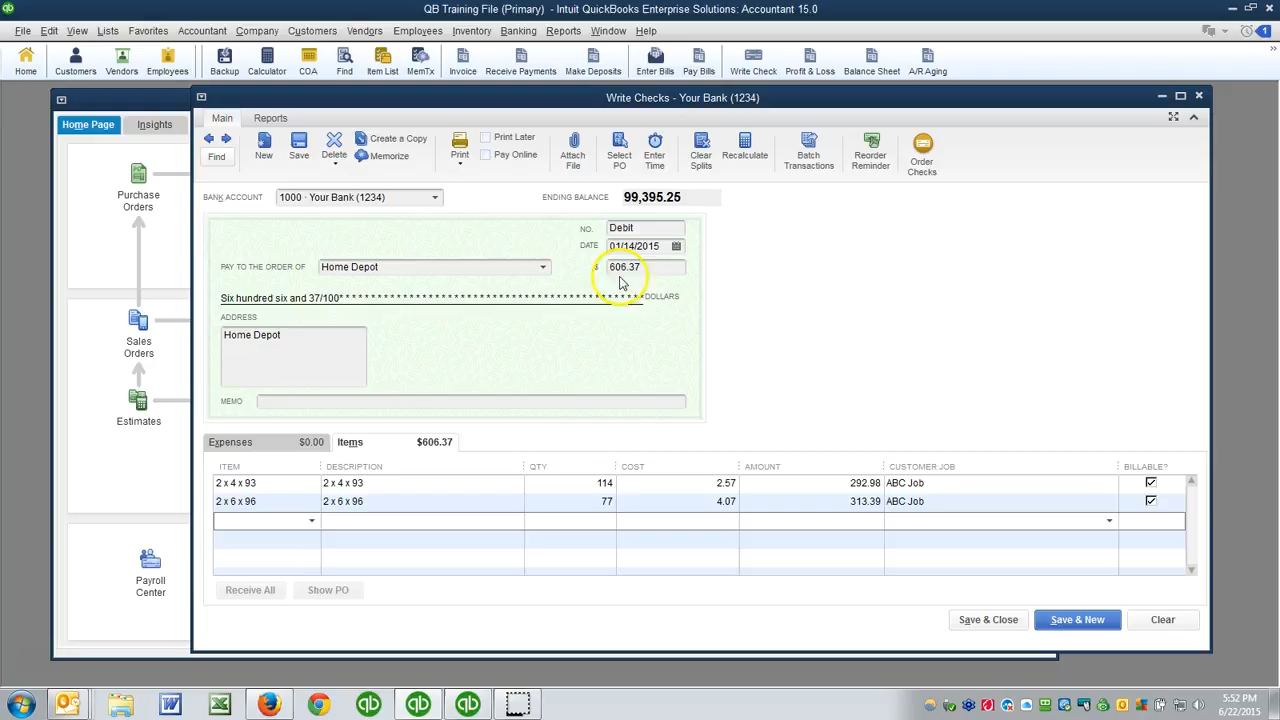 QB Training File (Primary) - Intuit QuickBooks Enterprise Solutions: Accountant 15.0
File Edit View Lists Favorites Accountant Company Customers Vendors Employees Inventory Banking Reports Window Help
1
Home Customers Vendors Employees Backup Calculator COA Find Item List MemTx Invoice Receive Payments Make Deposits Enter Bills Pay Bills Write Check Profit & Loss Balance Sheet A/R Aging
Write Checks - Your Bank (1234)
Home Page Insights
Main Reports
Find New Save Delete Create a Copy Memorize Print Print Later Pay Online Attach File Select PO Enter Time Clear Splits Recalculate Batch Transactions Reorder Reminder Order Checks
BANK ACCOUNT 1000 · Your Bank (1234) ENDING BALANCE 99,395.25
NO. Debit
DATE 01/14/2015
PAY TO THE ORDER OF Home Depot $ 606.37
Six hundred six and 37/100* * * * * * * * * * * * * * * * * * * * * * * * * * * * * * * * * * * * * * * * * * * * DOLLARS
ADDRESS
Home Depot
MEMO
Expenses $0.00 Items $606.37
ITEM DESCRIPTION QTY COST AMOUNT CUSTOMER:JOB BILLABLE?
2 x 4 x 93 2 x 4 x 93 114 2.57 292.98 ABC Job
2 x 6 x 96 2 x 6 x 96 77 4.07 313.39 ABC Job
Receive All Show PO
Save & Close Save & New Clear
Purchase Orders
Sales Orders
Estimates
Payroll Center
5:52 PM
6/22/2015